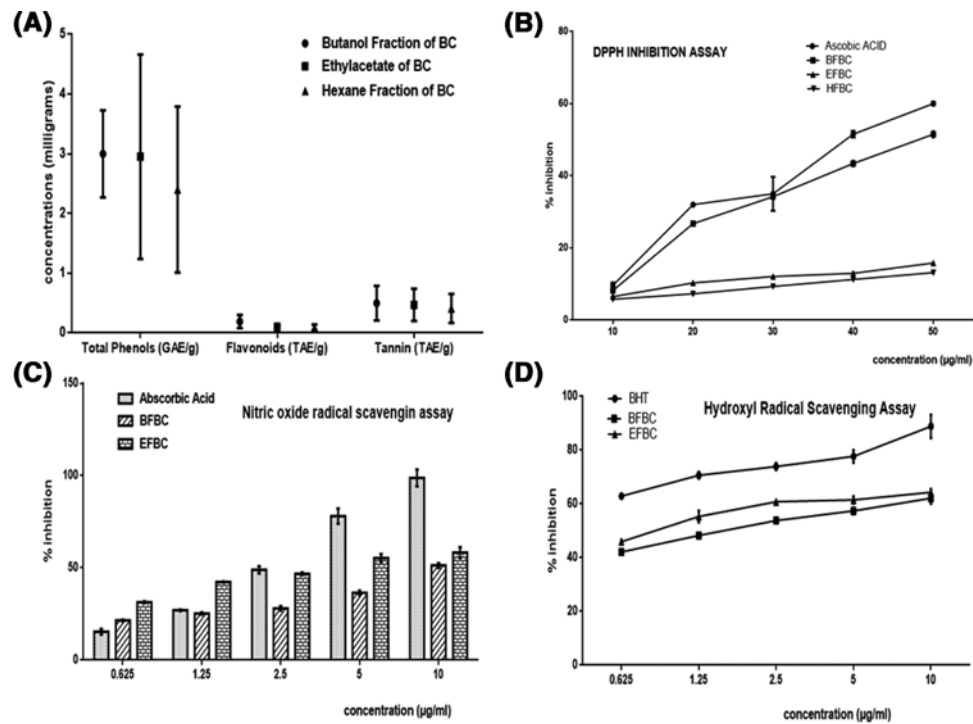 (A)
5
4
3
2
1
0
concentrations (milligrams)
Butanol Fraction of BC
Ethylacetate of BC
Hexane Fraction of BC
Total Phenols (GAE/g)
Flavonoids (TAE/g)
Tannin (TAE/g)
(B)
DPPH INHIBITION ASSAY
Ascobic ACID
BFBC
EFBC
HFBC
80
60
40
20
0
% inhibition
10
20
30
40
50
concentration (µg/ml)
(C)
150
100
50
0
% inhibition
Abscorbic Acid
BFBC
EFBC
Nitric oxide radical scavengin assay
0.625
1.25
2.5
5
10
concentration (µg/ml)
(D)
100
80
60
40
20
0
% inhibition
BHT
BFBC
EFBC
Hydroxyl Radical Scavenging Assay
0.625
1.25
2.5
5
10
concentration (µg/ml)